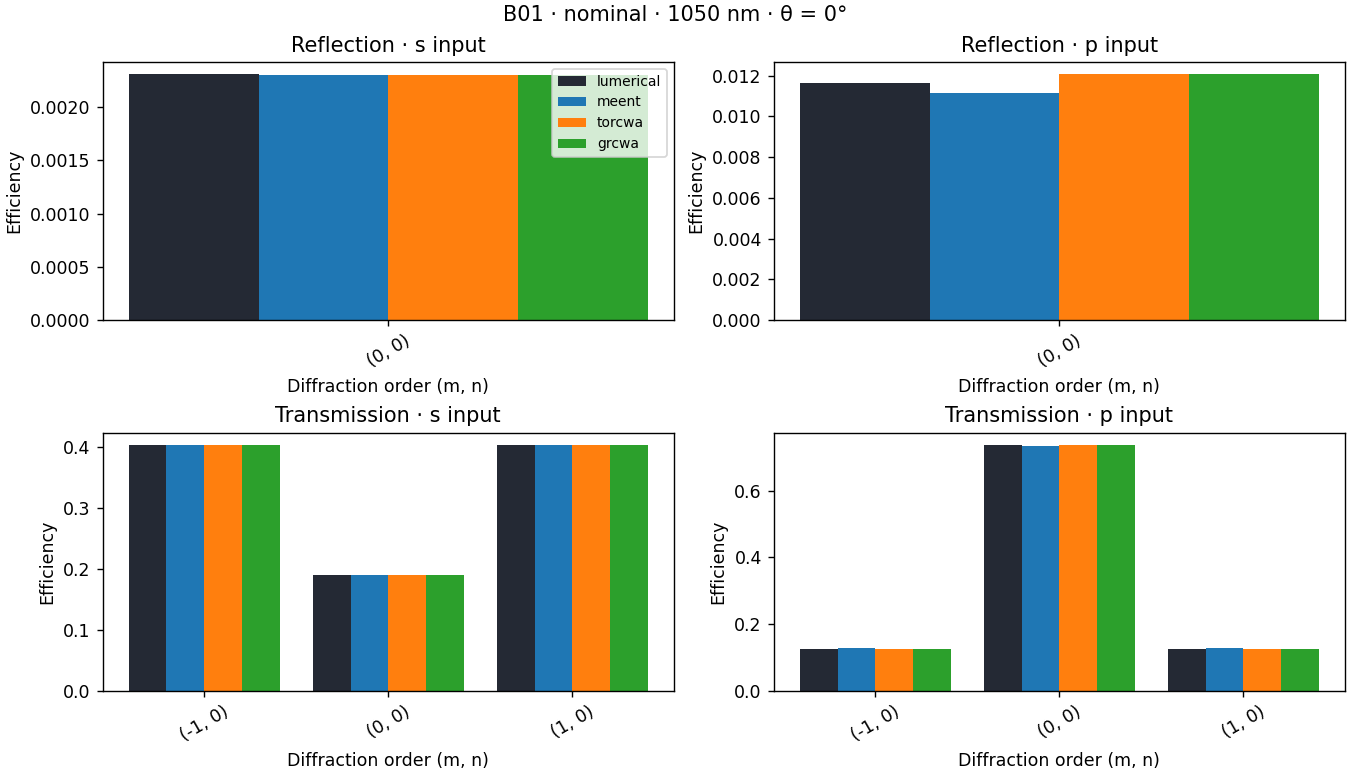 B01 · nominal · 1050 nm · θ = 0°
Reflection · s input
Efficiency
0.0020
0.0015
0.0010
0.0005
0.0000
lumerical
meent
torcwa
grcwa
(0, 0)
Diffraction order (m, n)
Reflection · p input
Efficiency
0.012
0.010
0.008
0.006
0.004
0.002
0.000
(0, 0)
Diffraction order (m, n)
Transmission · s input
Efficiency
0.4
0.3
0.2
0.1
0.0
(-1, 0)
(0, 0)
(1, 0)
Diffraction order (m, n)
Transmission · p input
Efficiency
0.6
0.4
0.2
0.0
(-1, 0)
(0, 0)
(1, 0)
Diffraction order (m, n)